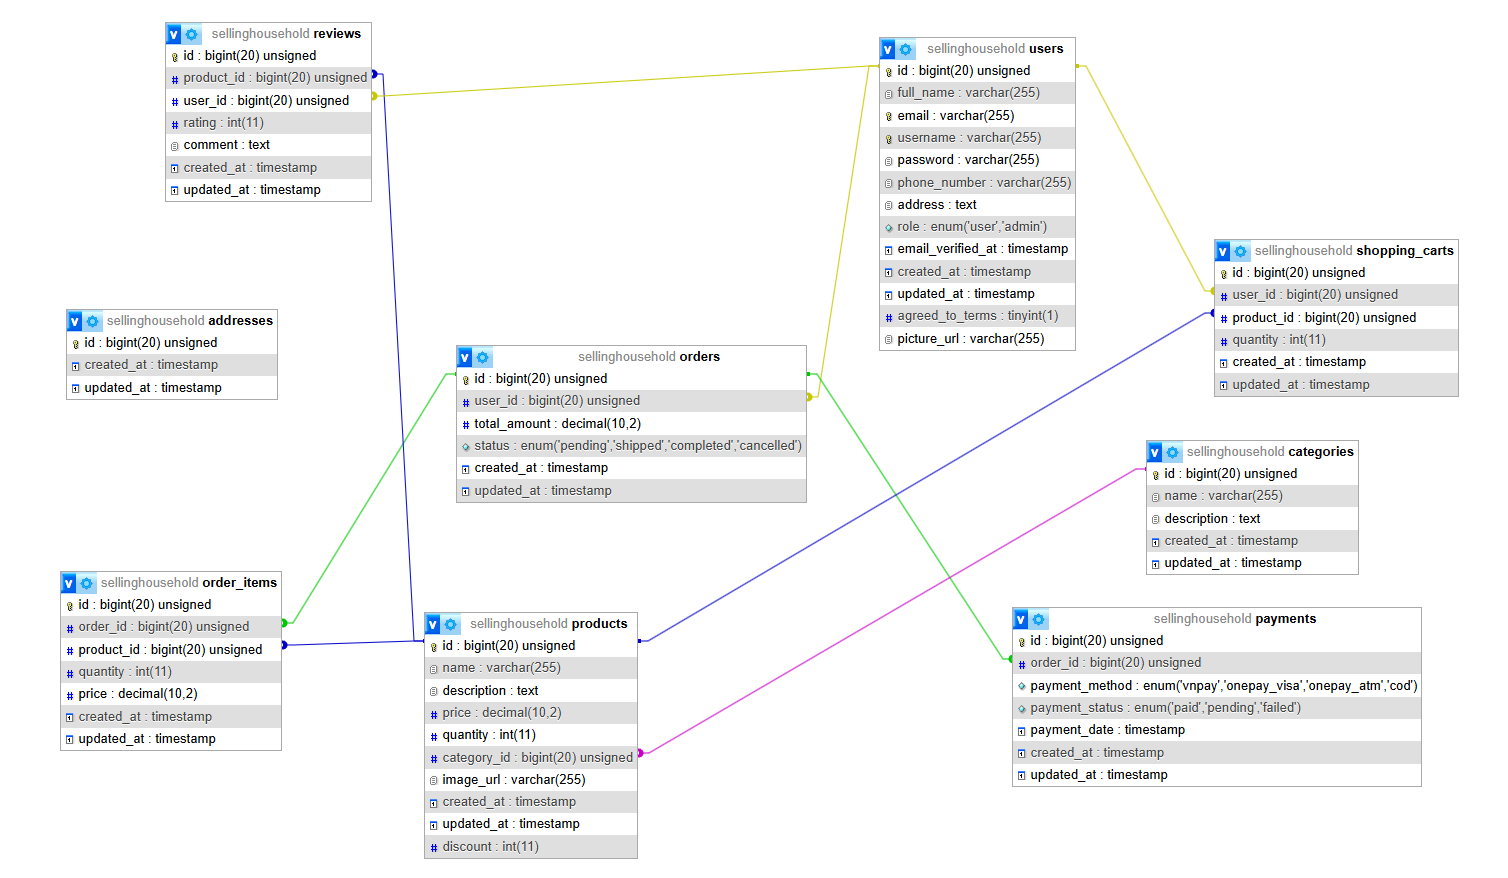 sellinghousehold reviews
id : bigint(20) unsigned
product_id : bigint(20) unsigned
user_id : bigint(20) unsigned
rating : int(11)
comment : text
created_at : timestamp
updated_at : timestamp
sellinghousehold users
id : bigint(20) unsigned
full_name : varchar(255)
email : varchar(255)
username : varchar(255)
password : varchar(255)
phone_number : varchar(255)
address : text
role : enum('user','admin')
email_verified_at : timestamp
created_at : timestamp
updated_at : timestamp
agreed_to_terms : tinyint(1)
picture_url : varchar(255)
sellinghousehold shopping_carts
id : bigint(20) unsigned
user_id : bigint(20) unsigned
product_id : bigint(20) unsigned
quantity : int(11)
created_at : timestamp
updated_at : timestamp
sellinghousehold addresses
id : bigint(20) unsigned
created_at : timestamp
updated_at : timestamp
sellinghousehold orders
id : bigint(20) unsigned
user_id : bigint(20) unsigned
total_amount : decimal(10,2)
status : enum('pending','shipped','completed','cancelled')
created_at : timestamp
updated_at : timestamp
sellinghousehold categories
id : bigint(20) unsigned
name : varchar(255)
description : text
created_at : timestamp
updated_at : timestamp
sellinghousehold order_items
id : bigint(20) unsigned
order_id : bigint(20) unsigned
product_id : bigint(20) unsigned
quantity : int(11)
price : decimal(10,2)
created_at : timestamp
updated_at : timestamp
sellinghousehold products
id : bigint(20) unsigned
name : varchar(255)
description : text
price : decimal(10,2)
quantity : int(11)
category_id : bigint(20) unsigned
image_url : varchar(255)
created_at : timestamp
updated_at : timestamp
discount : int(11)
sellinghousehold payments
id : bigint(20) unsigned
order_id : bigint(20) unsigned
payment_method : enum('vnpay','onepay_visa','onepay_atm','cod')
payment_status : enum('paid','pending','failed')
payment_date : timestamp
created_at : timestamp
updated_at : timestamp